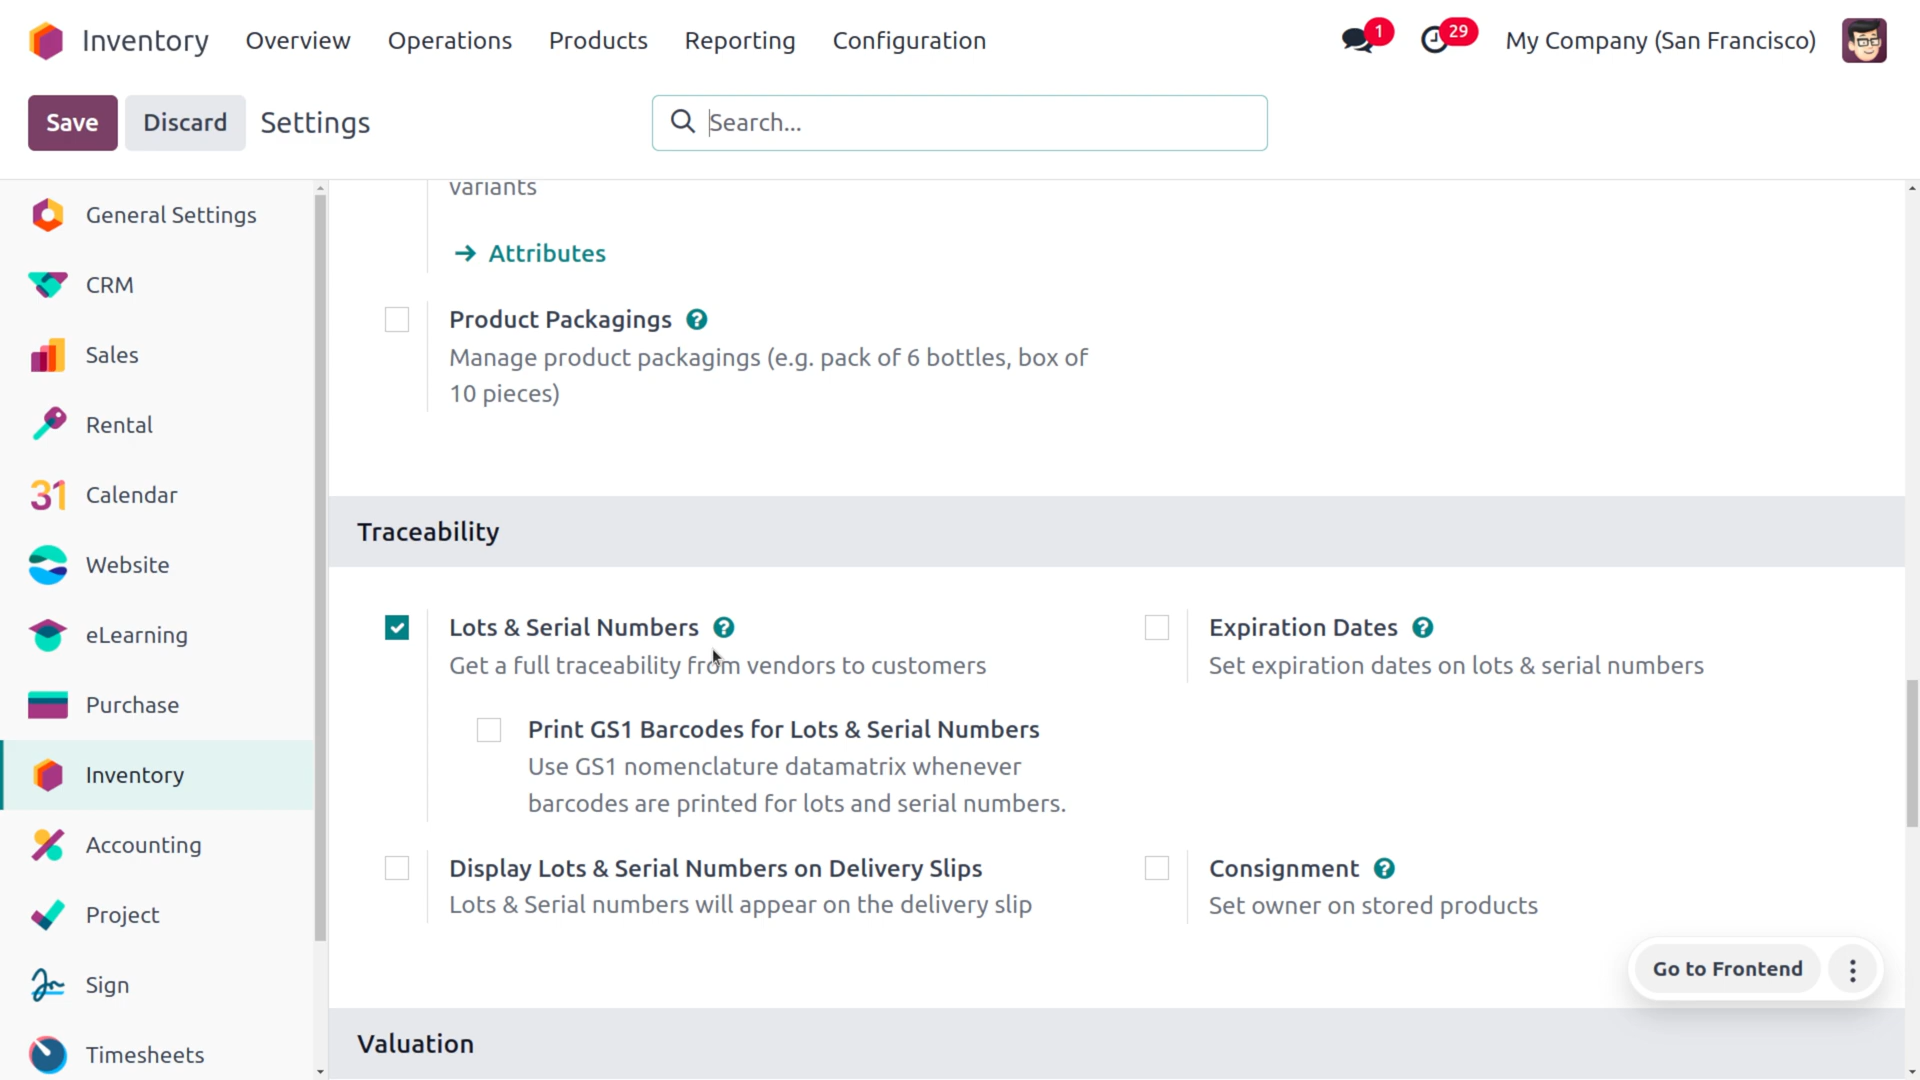 Inventory
Overview
Operations
Products
Reporting
Configuration
1
29
My Company (San Francisco)
Save
Discard
Settings
Search...
General Settings
CRM
Sales
Rental
31 Calendar
Website
eLearning
Purchase
Inventory
Accounting
Project
Sign
Timesheets
variants
→ Attributes
Product Packagings ?
Manage product packagings (e.g. pack of 6 bottles, box of
10 pieces)
Traceability
Lots & Serial Numbers ?
Get a full traceability from vendors to customers
Print GS1 Barcodes for Lots & Serial Numbers
Use GS1 nomenclature datamatrix whenever
barcodes are printed for lots and serial numbers.
Expiration Dates ?
Set expiration dates on lots & serial numbers
Display Lots & Serial Numbers on Delivery Slips
Lots & Serial numbers will appear on the delivery slip
Consignment ?
Set owner on stored products
Go to Frontend
Valuation